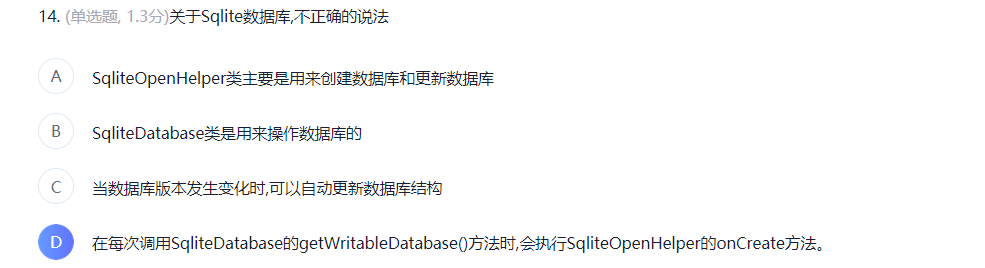 14. (单选题, 1.3分)关于Sqlite数据库,不正确的说法
A SqliteOpenHelper类主要是用来创建数据库和更新数据库
B SqliteDatabase类是用来操作数据库的
C 当数据库版本发生变化时,可以自动更新数据库结构
D 在每次调用SqliteDatabase的getWritableDatabase()方法时,会执行SqliteOpenHelper的onCreate方法。